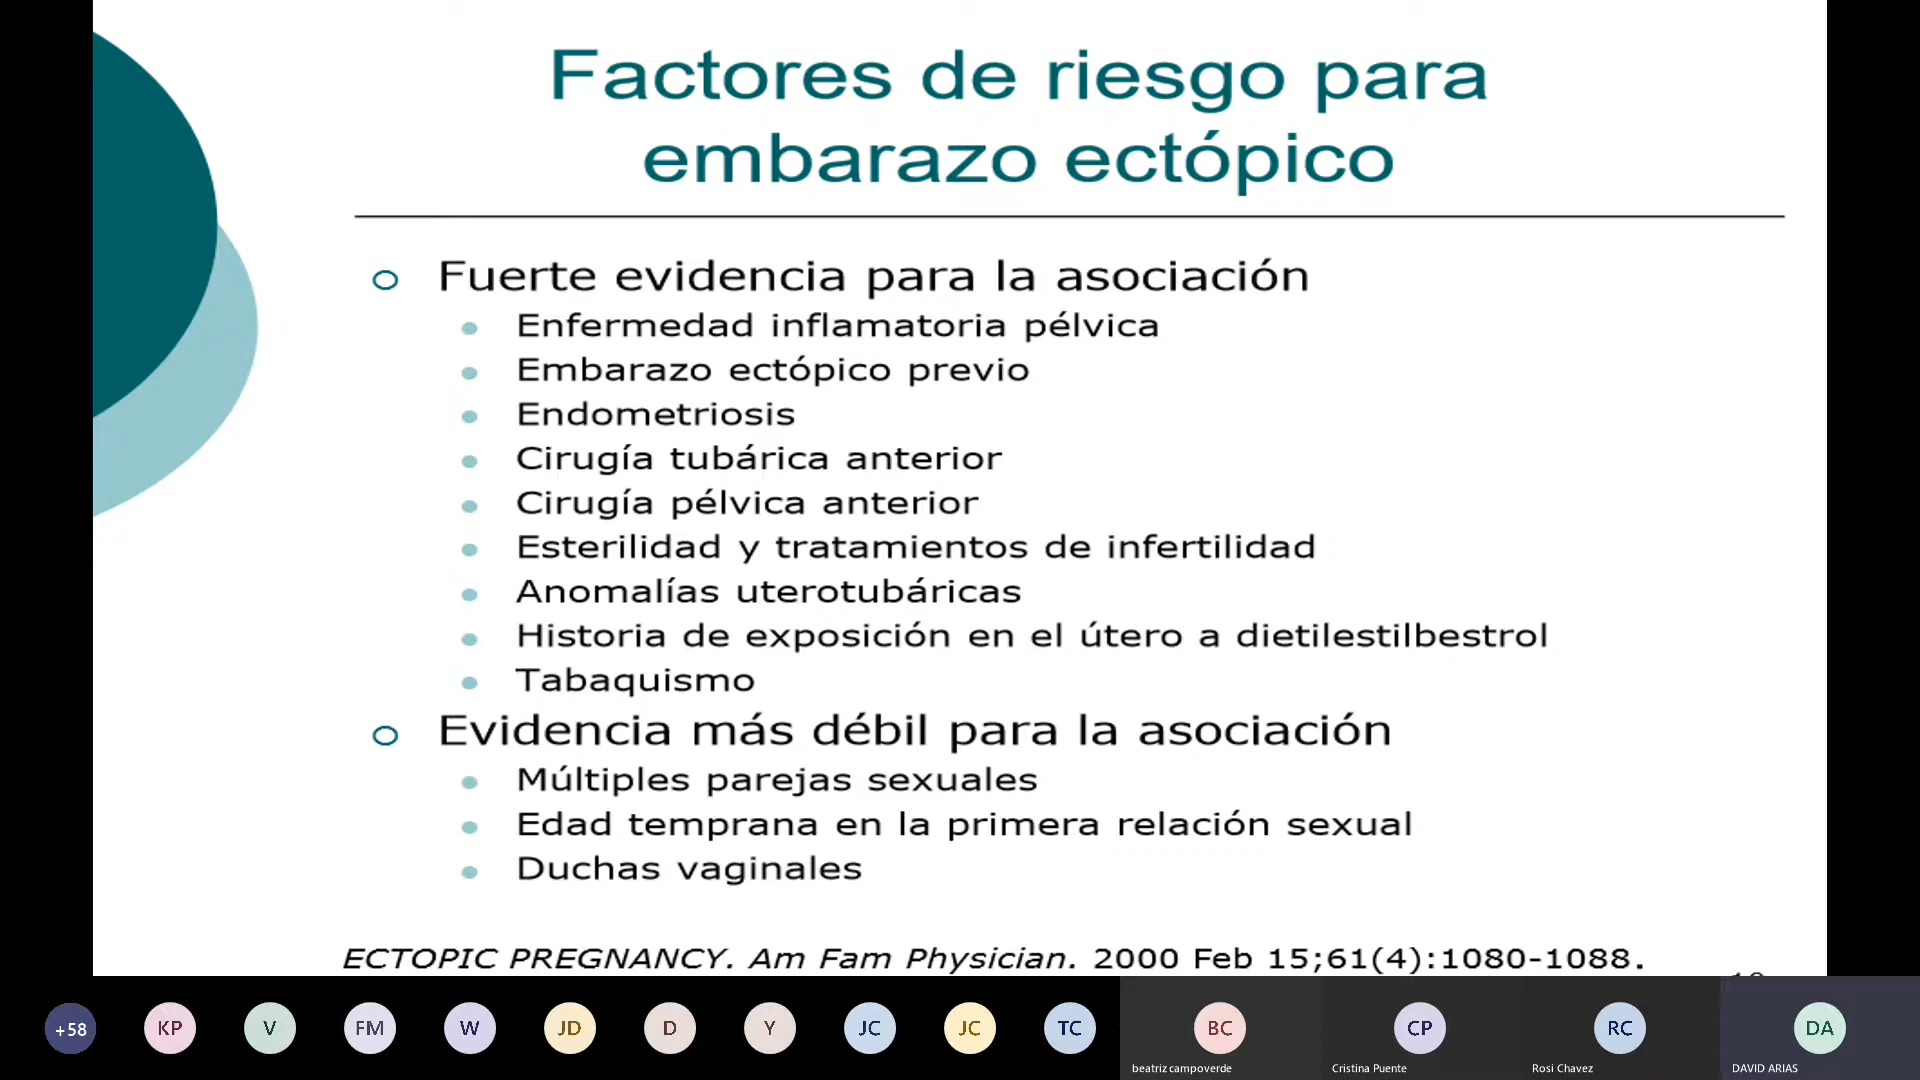 Factores de riesgo para
embarazo ectópico
Fuerte evidencia para la asociación
Enfermedad inflamatoria pélvica
Embarazo ectópico previo
Endometriosis
Cirugía tubárica anterior
Cirugía pélvica anterior
Esterilidad y tratamientos de infertilidad
Anomalías uterotubáricas
Historia de exposición en el útero a dietilestilbestrol
Tabaquismo
Evidencia más débil para la asociación
Múltiples parejas sexuales
Edad temprana en la primera relación sexual
Duchas vaginales
ECTOPIC PREGNANCY. Am Fam Physician. 2000 Feb 15;61(4):1080-1088.
+58 KP V FM W JD D Y JC JC TC BC CP RC DA
beatriz campoverde Cristina Puente Rosi Chavez DAVID ARIAS